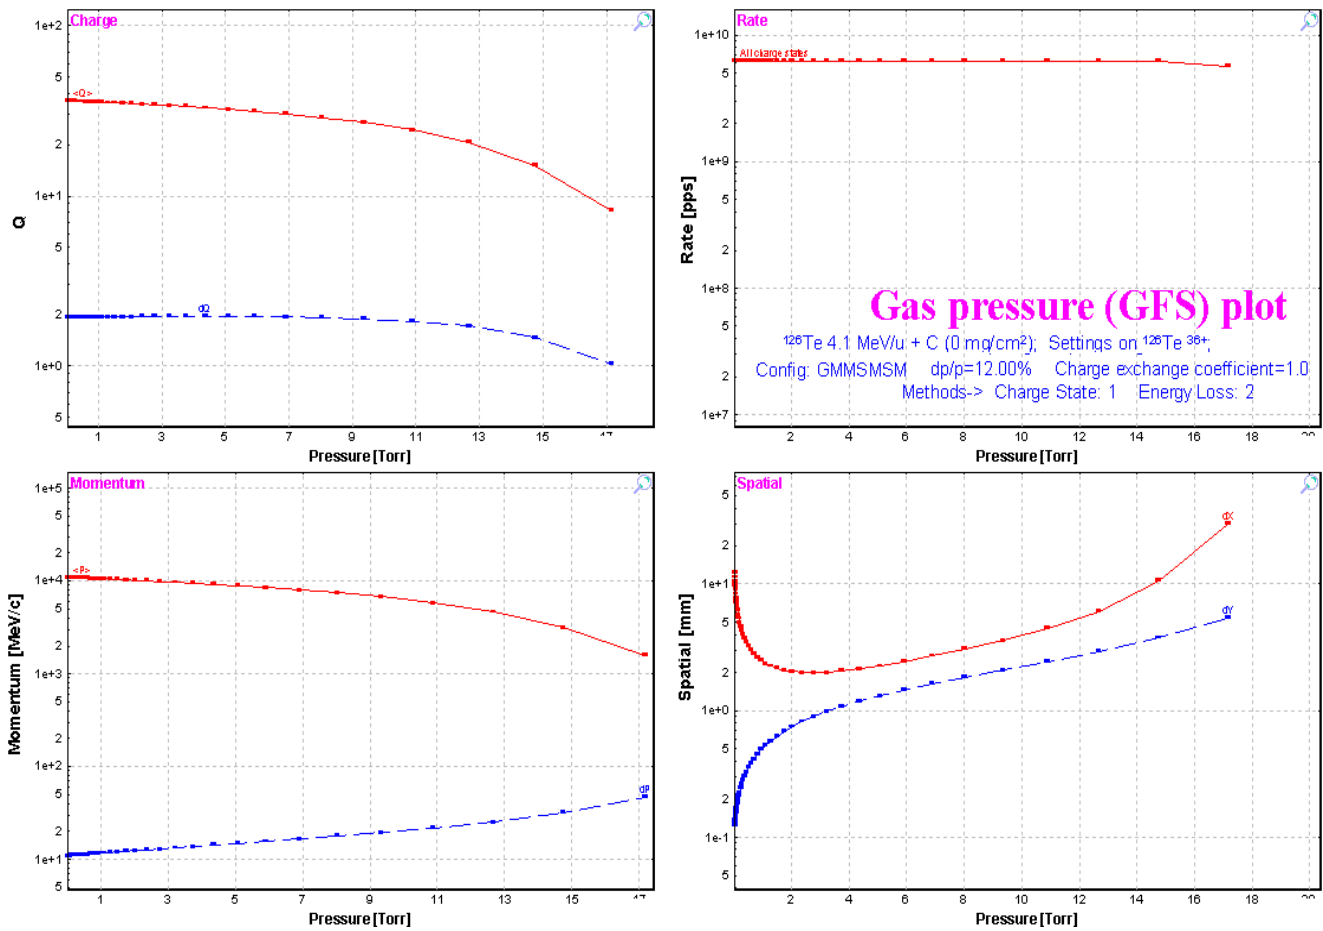 Charge
1e+2
5
2
1e+1
5
2
1e+0
5
<Q>
dQ
Q
1 3 5 7 9 11 13 15 17
Pressure [Torr]
Rate
1e+10
5
2
1e+9
5
2
1e+8
5
2
1e+7
All charge states
Rate [pps]
Gas pressure (GFS) plot
¹²⁶Te 4.1 MeV/u + C (0 mg/cm²); Settings on ¹²⁶Te ³⁶⁺;
Config: GMMSMSM dp/p=12.00% Charge exchange coefficient=1.0
Methods-> Charge State: 1 Energy Loss: 2
2 4 6 8 10 12 14 16 18 20
Pressure [Torr]
Momentum
1e+5
5
2
1e+4
5
2
1e+3
5
2
1e+2
5
2
1e+1
5
<P>
dP
Momentum [MeV/c]
1 3 5 7 9 11 13 15 17
Pressure [Torr]
Spatial
5
2
1e+1
5
2
1e+0
5
2
1e-1
5
dX
dY
Spatial [mm]
2 4 6 8 10 12 14 16 18 20
Pressure [Torr]